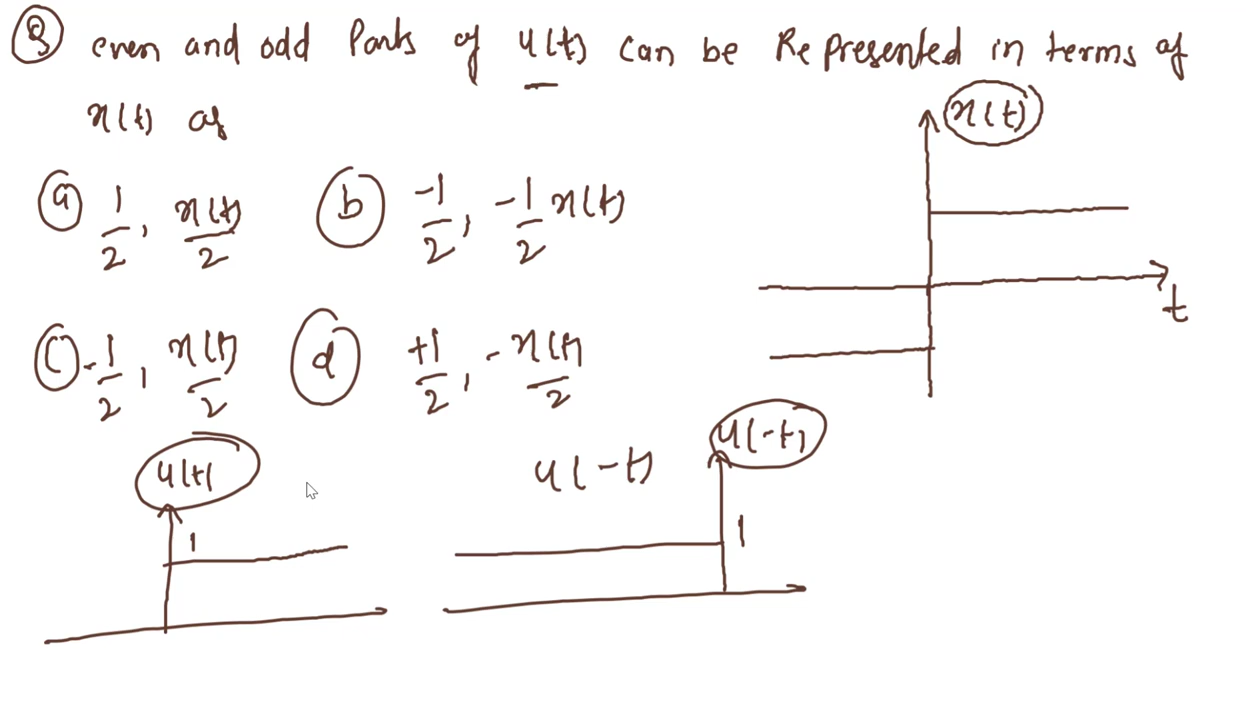 Q even and odd Parts of u(t) can be Represented in terms of
x(t) as
x(t)
t
a 1/2, x(t)/2
b -1/2, -1/2 x(t)
c -1/2, x(t)/2
d +1/2, -x(t)/2
u(t)
1
u(-t)
u(-t)
1